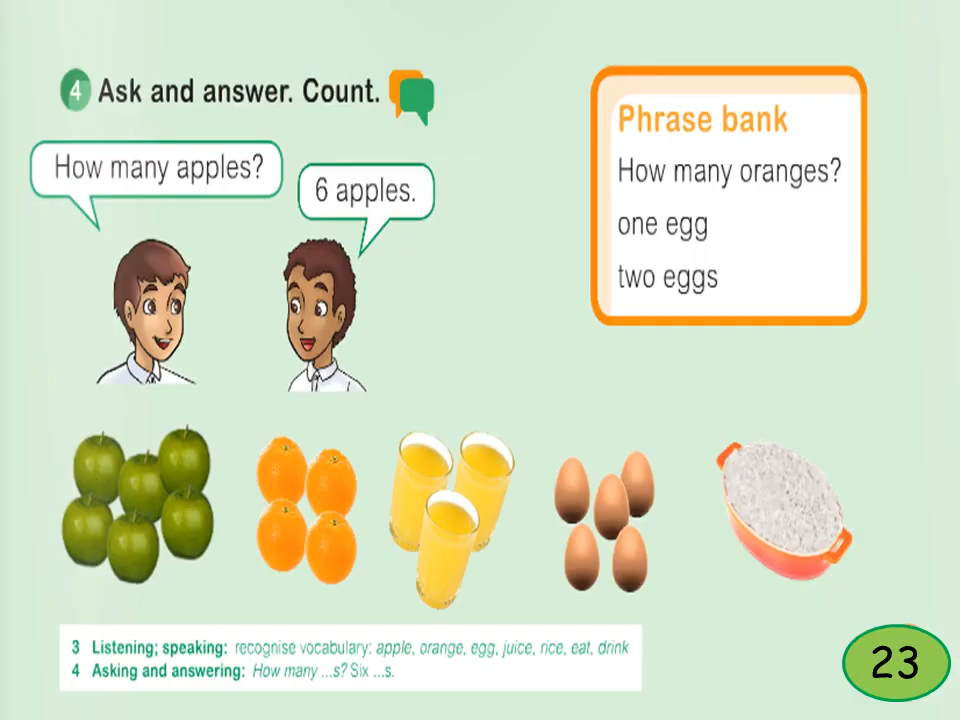 4 Ask and answer. Count.
How many apples?
6 apples.
Phrase bank
How many oranges?
one egg
two eggs
3 Listening; speaking: recognise vocabulary: apple, orange, egg, juice, rice, eat, drink
4 Asking and answering: How many ...s? Six ...s.
23